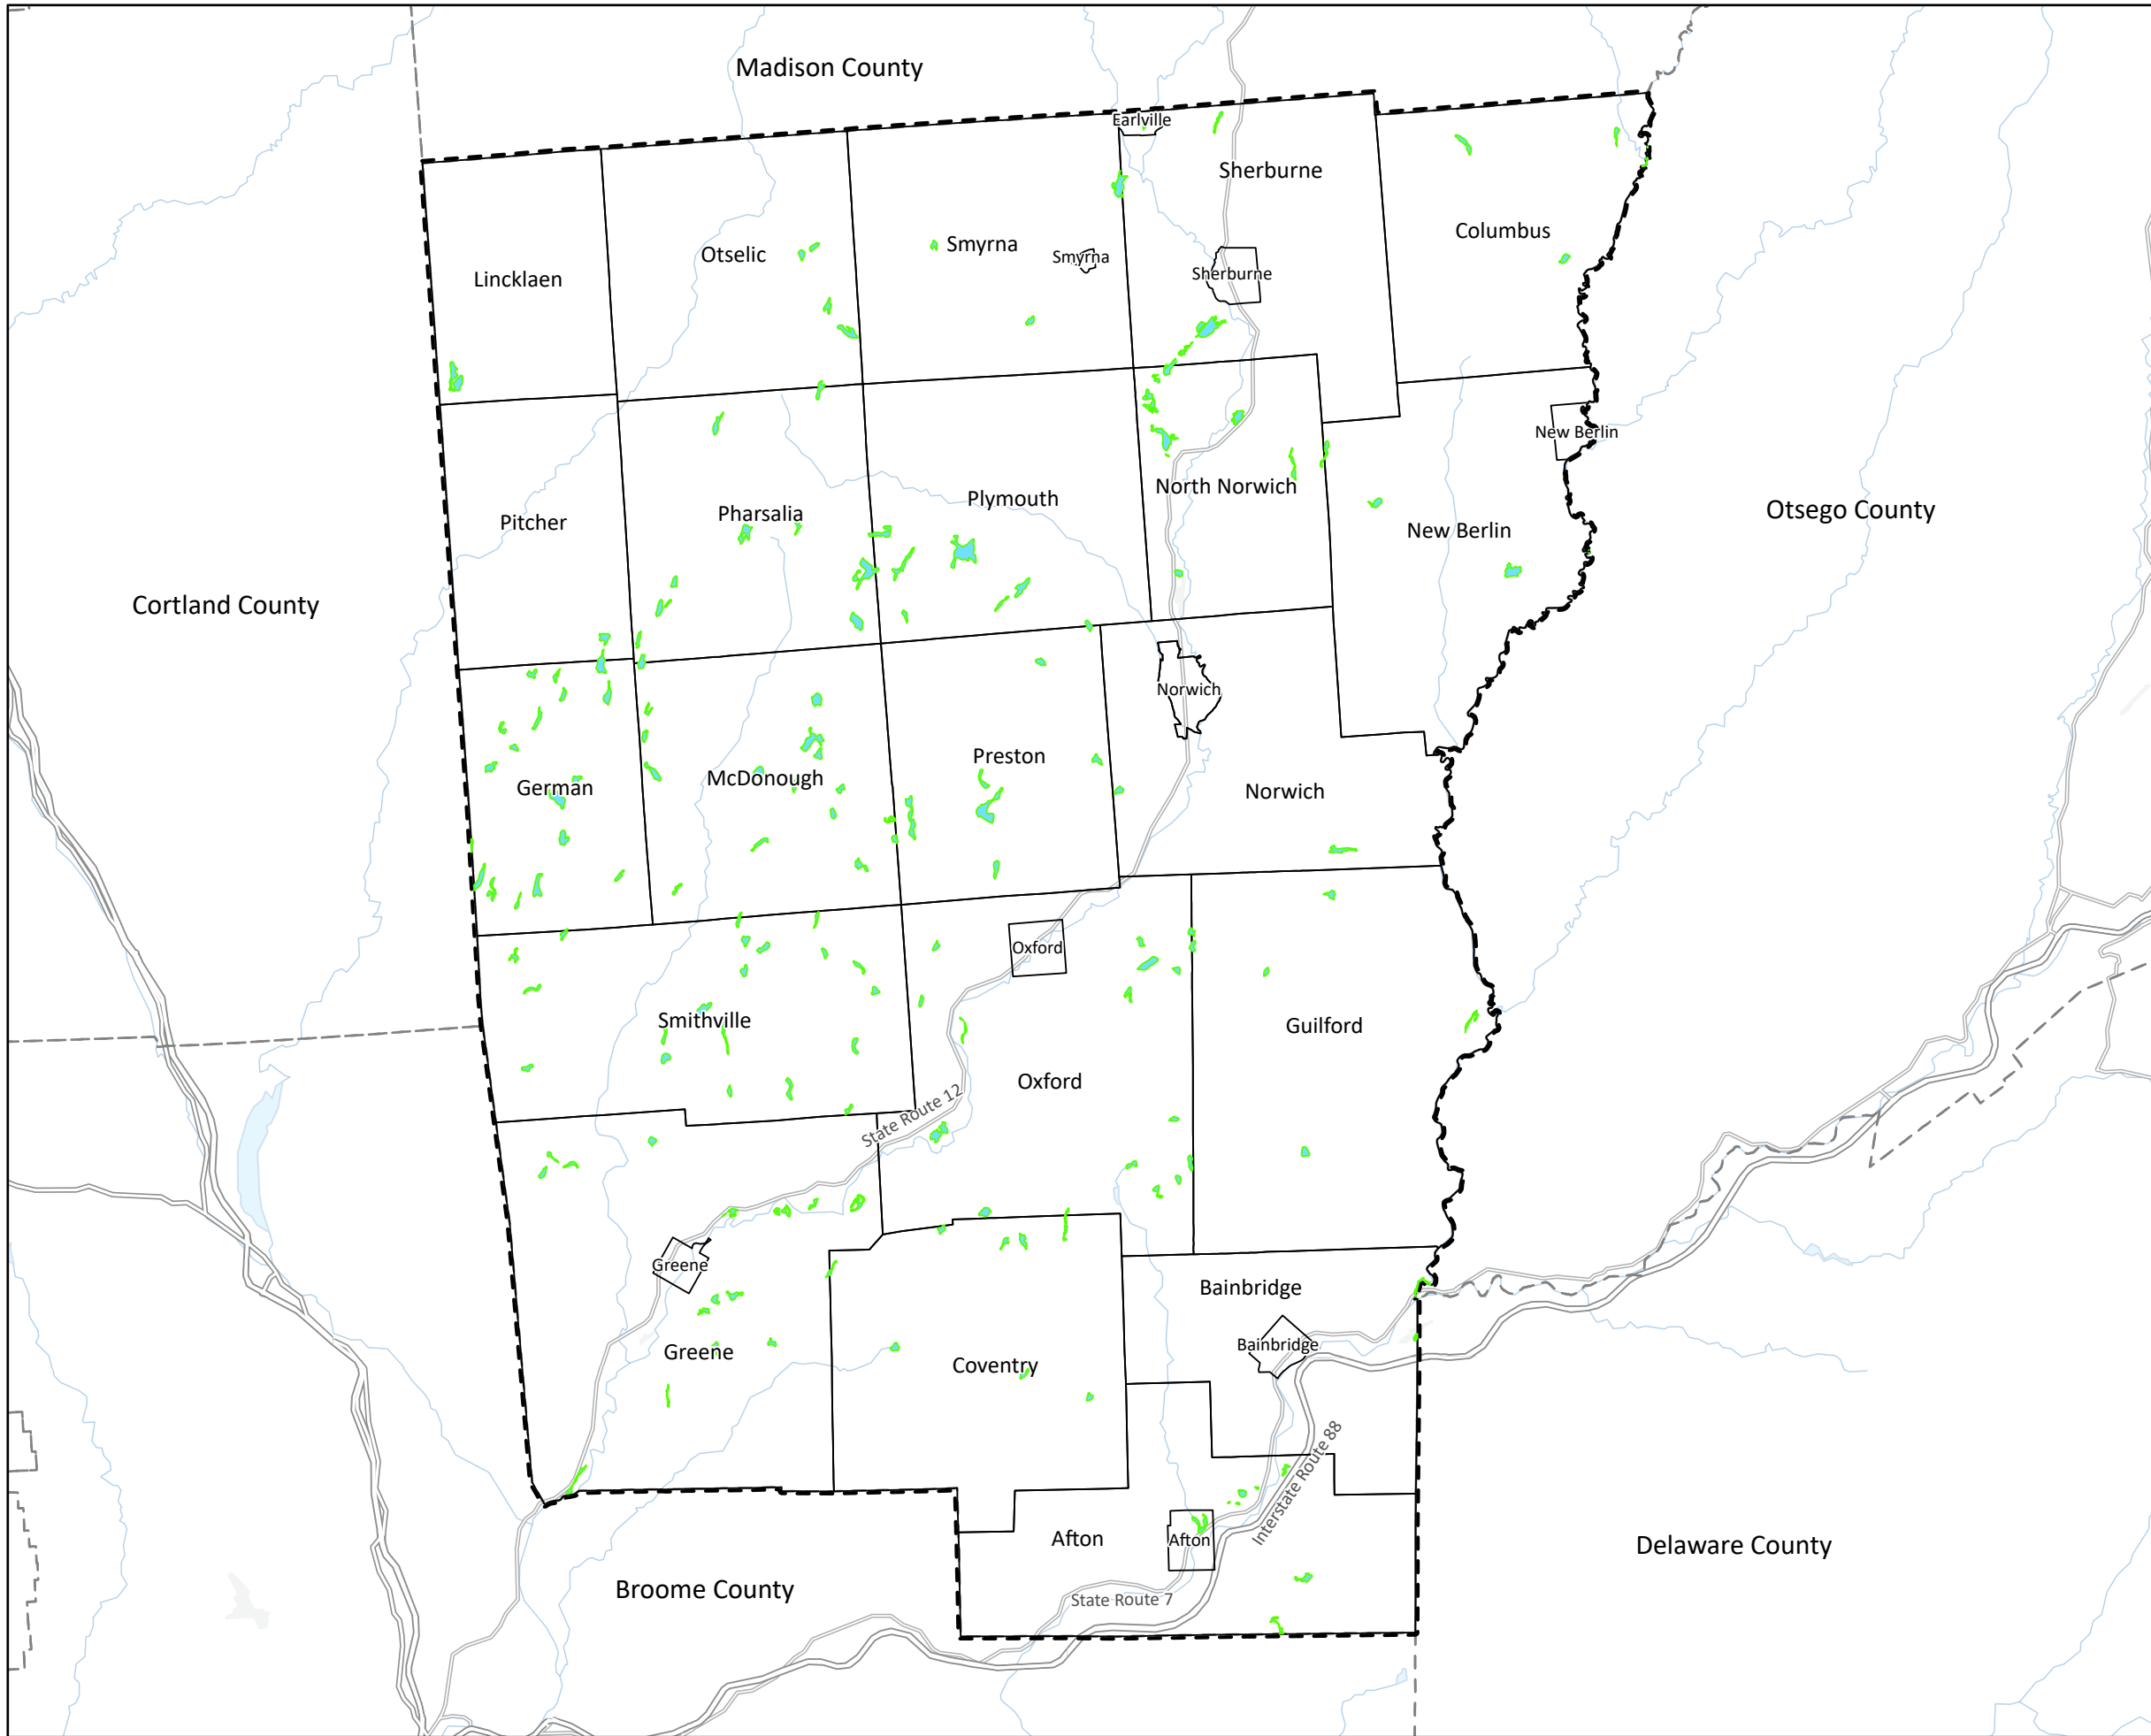 Madison County
Earlville
Sherburne
Columbus
Smyrna
Otselic
Smyrna
Sherburne
Lincklaen
New Berlin
North Norwich
Plymouth
Otsego County
Pharsalia
Pitcher
New Berlin
Cortland County
Norwich
Preston
McDonough
German
Norwich
Oxford
Smithville
Guilford
Oxford
State Route 12
Greene
Bainbridge
Bainbridge
Greene
Coventry
Interstate Route 88
Afton
Afton
Delaware County
Broome County
State Route 7